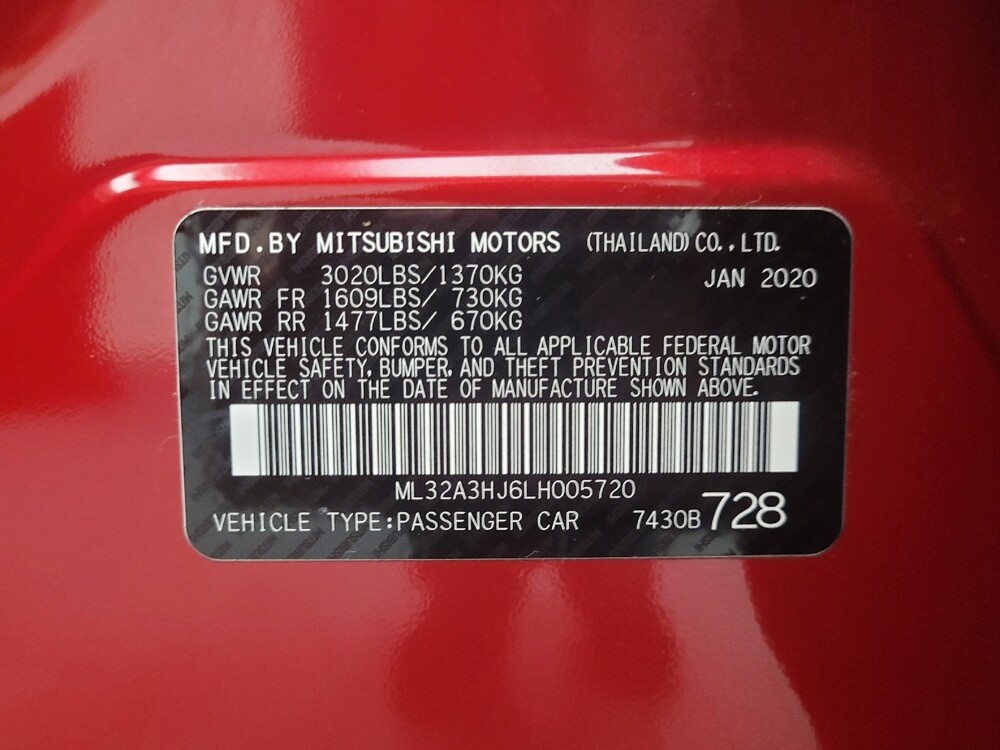 MFD.BY MITSUBISHI MOTORS (THAILAND) CO.,LTD.
GVWR 3020LBS/1370KG JAN 2020
GAWR FR 1609LBS/ 730KG
GAWR RR 1477LBS/ 670KG
THIS VEHICLE CONFORMS TO ALL APPLICABLE FEDERAL MOTOR
VEHICLE SAFETY, BUMPER, AND THEFT PREVENTION STANDARDS
IN EFFECT ON THE DATE OF MANUFACTURE SHOWN ABOVE.
ML32A3HJ6LH005720
VEHICLE TYPE:PASSENGER CAR 7430B 728